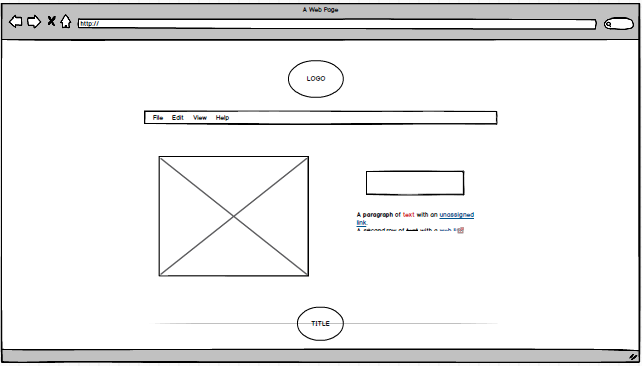 A Web Page
http://
LOGO
File Edit View Help
A paragraph of text with an unassigned
link.
A second row of text with a web
TITLE